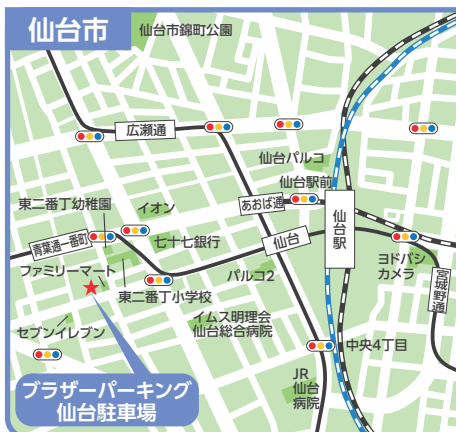 仙台市
仙台市錦町公園
広瀬通
仙台パルコ
仙台駅前
あおば通
東二番丁幼稚園
イオン
青葉通一番町
七十七銀行
仙台
仙台駅
ファミリーマート
東二番丁小学校
パルコ2
ヨドバシ
カメラ
宮城野通
セブンイレブン
イムス明理会
仙台総合病院
中央4丁目
JR
仙台
病院
ブラザーパーキング
仙台駐車場